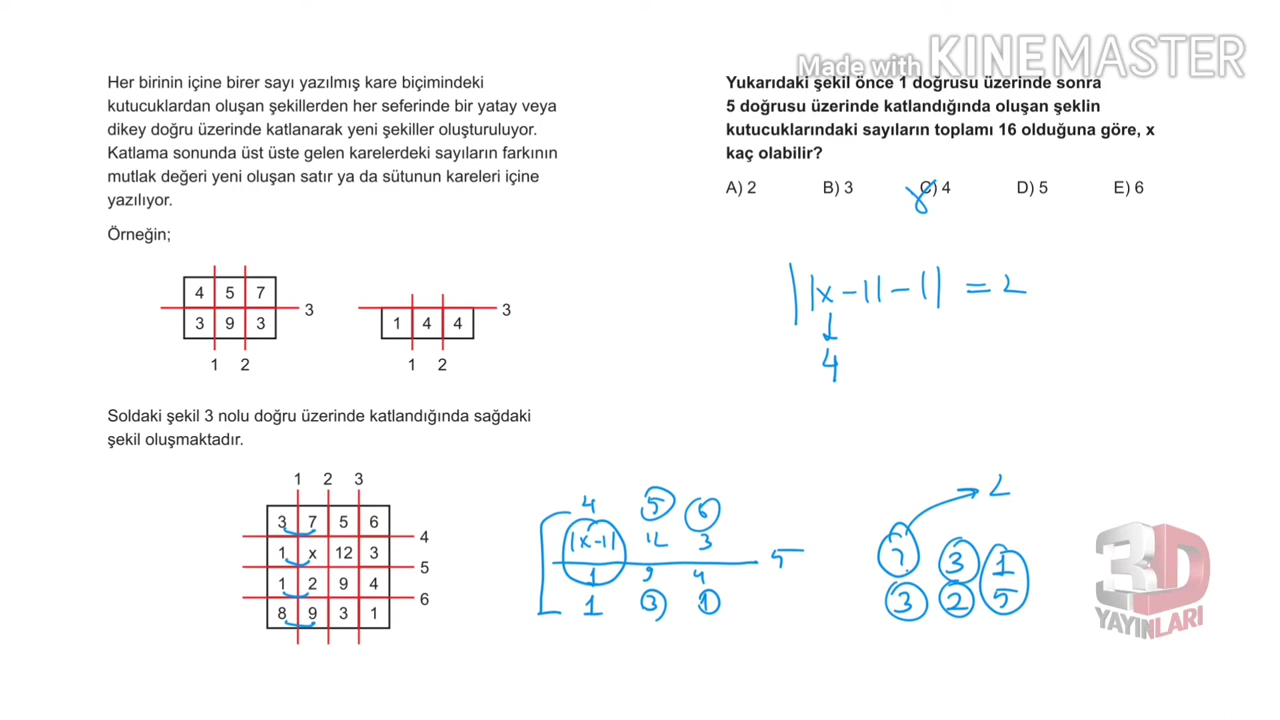 Made with KINEMASTER
Her birinin içine birer sayı yazılmış kare biçimindeki
kutucuklardan oluşan şekillerden her seferinde bir yatay veya
dikey doğru üzerinde katlanarak yeni şekiller oluşturuluyor.
Katlama sonunda üst üste gelen karelerdeki sayıların farkının
mutlak değeri yeni oluşan satır ya da sütunun kareleri içine
yazılıyor.
Örneğin;
4 5 7
3
3 9 3
1 2
3
1 4 4
1 2
Soldaki şekil 3 nolu doğru üzerinde katlandığında sağdaki
şekil oluşmaktadır.
1 2 3
3 7 5 6
4
1 x 12 3
5
1 2 9 4
6
8 9 3 1
Yukarıdaki şekil önce 1 doğrusu üzerinde sonra
5 doğrusu üzerinde katlandığında oluşan şeklin
kutucuklarındaki sayıların toplamı 16 olduğuna göre, x
kaç olabilir?
A) 2 B) 3 C) 4 D) 5 E) 6
||x-1|-1| = 2
4
4 5 6
|x-1| 12 3
5
1 9 4
1 3 1
2
? 3 1
3 2 5
3D
YAYINLARI